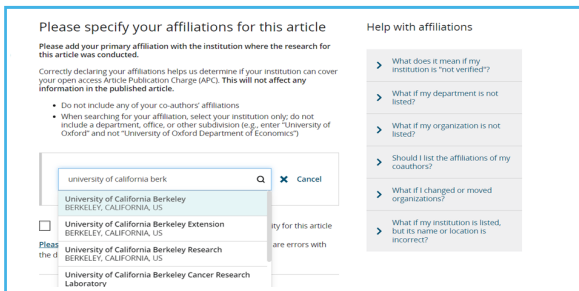 Please specify your affiliations for this article
Please add your primary affiliation with the institution where the research for
this article was conducted.
Correctly declaring your affiliations helps us determine if your institution can cover
your open access Article Publication Charge (APC). This will not affect any
information in the published article.
• Do not include any of your co-authors' affiliations
• When searching for your affiliation, select your institution only; do not
include a department, office, or other subdivision (e.g., enter "University of
Oxford" and not "University of Oxford Department of Economics")
university of california berk
Cancel
University of California Berkeley
BERKELEY, CALIFORNIA, US
University of California Berkeley Extension
BERKELEY, CALIFORNIA, US
University of California Berkeley Research
BERKELEY, CALIFORNIA, US
University of California Berkeley Cancer Research
Laboratory
ity for this article
Pleas
are errors with
the d
Help with affiliations
What does it mean if my
institution is "not verified"?
What if my department is not
listed?
What if my organization is not
listed?
Should I list the affiliations of my
coauthors?
What if I changed or moved
organizations?
What if my institution is listed,
but its name or location is
incorrect?